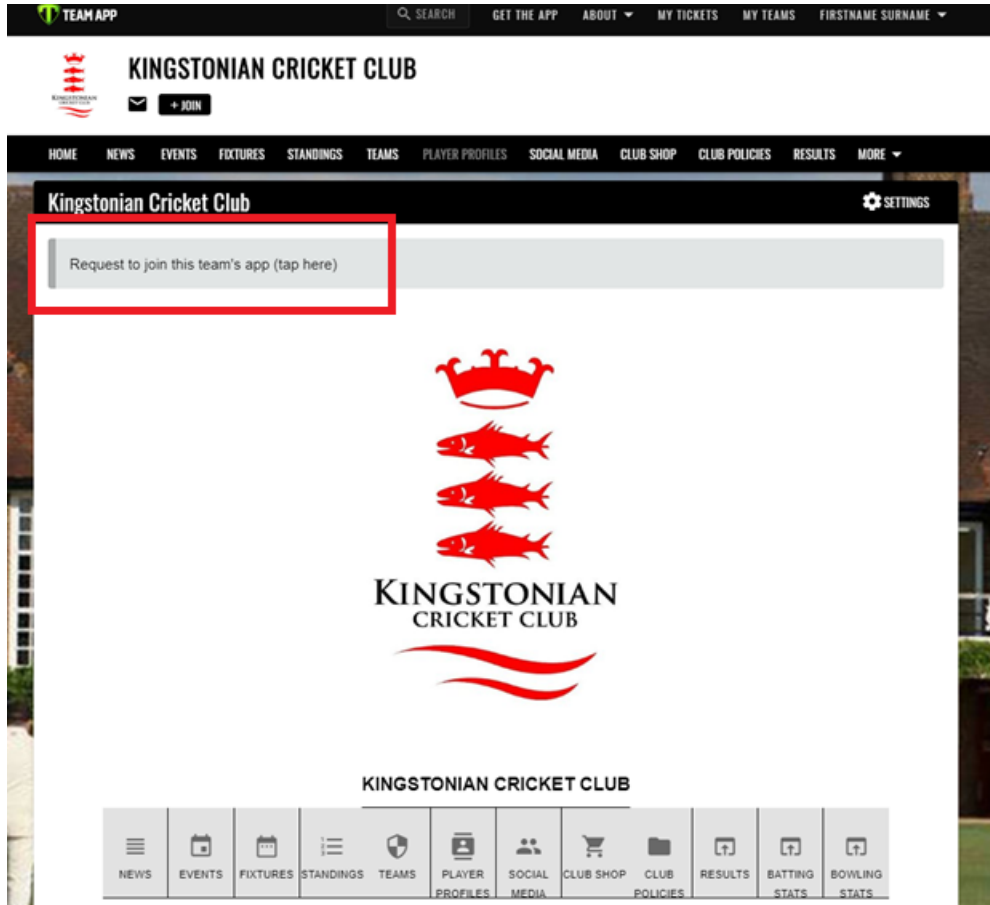 TEAM APP SEARCH GET THE APP ABOUT MY TICKETS MY TEAMS FIRSTNAME SURNAME
KINGSTONIAN CRICKET CLUB
+ JOIN
HOME NEWS EVENTS FIXTURES STANDINGS TEAMS PLAYER PROFILES SOCIAL MEDIA CLUB SHOP CLUB POLICIES RESULTS MORE
Kingstonian Cricket Club SETTINGS
Request to join this team's app (tap here)
KINGSTONIAN
CRICKET CLUB
KINGSTONIAN CRICKET CLUB
NEWS EVENTS FIXTURES STANDINGS TEAMS PLAYER SOCIAL CLUB SHOP CLUB RESULTS BATTING BOWLING
PROFILES MEDIA POLICIES STATS STATS